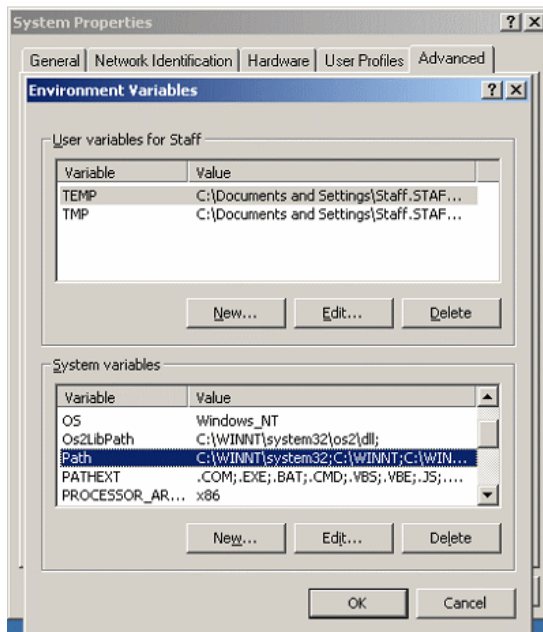 System Properties
General Network Identification Hardware User Profiles Advanced
Environment Variables
User variables for Staff
Variable Value
TEMP C:\Documents and Settings\Staff.STAF...
TMP C:\Documents and Settings\Staff.STAF...
New... Edit... Delete
System variables
Variable Value
OS Windows_NT
Os2LibPath C:\WINNT\system32\os2\dll;
Path C:\WINNT\system32;C:\WINNT;C:\WIN...
PATHEXT .COM;.EXE;.BAT;.CMD;.VBS;.VBE;.JS;....
PROCESSOR_AR... x86
New... Edit... Delete
OK Cancel